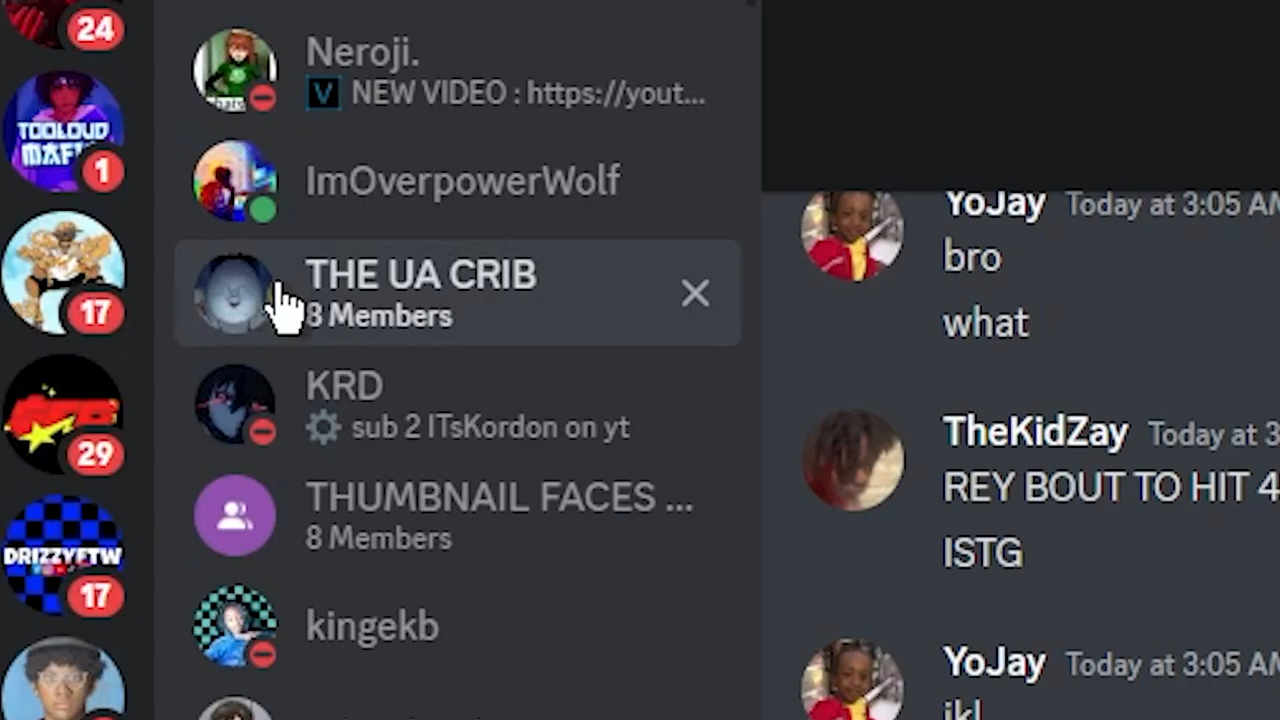 24
TOOLOUD
1
17
29
DRIZZYFTW
17
Neroji.
NEW VIDEO : https://yout...
ImOverpowerWolf
THE UA CRIB
8 Members
KRD
sub 2 ITsKordon on yt
THUMBNAIL FACES ...
8 Members
kingekb
YoJay Today at 3:05 AM
bro
what
TheKidZay Today at 3
REY BOUT TO HIT 4
ISTG
YoJay Today at 3:05 AM